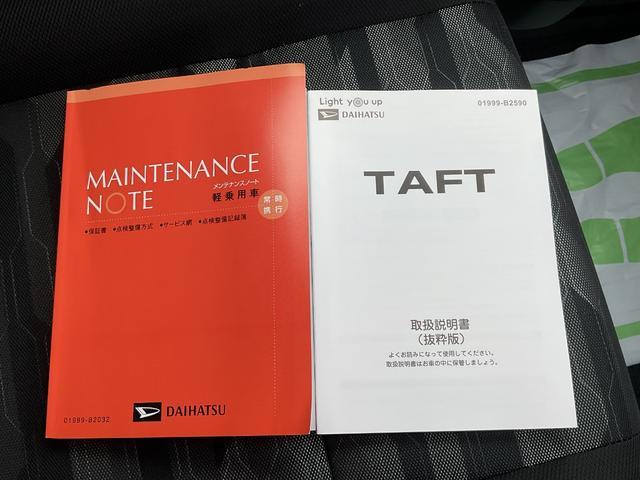 MAINTENANCE
NOTE
メンテナンスノート
軽乗用車
常時
携行
•保証書 •点検整備方式 •サービス網 •点検整備記録簿
DAIHATSU
01999-B2032
Light you up
DAIHATSU
01999-B2590
TAFT
取扱説明書
(抜粋版)
よくお読みになって使用してください。
取扱説明書はお車の中に保管しましょう。